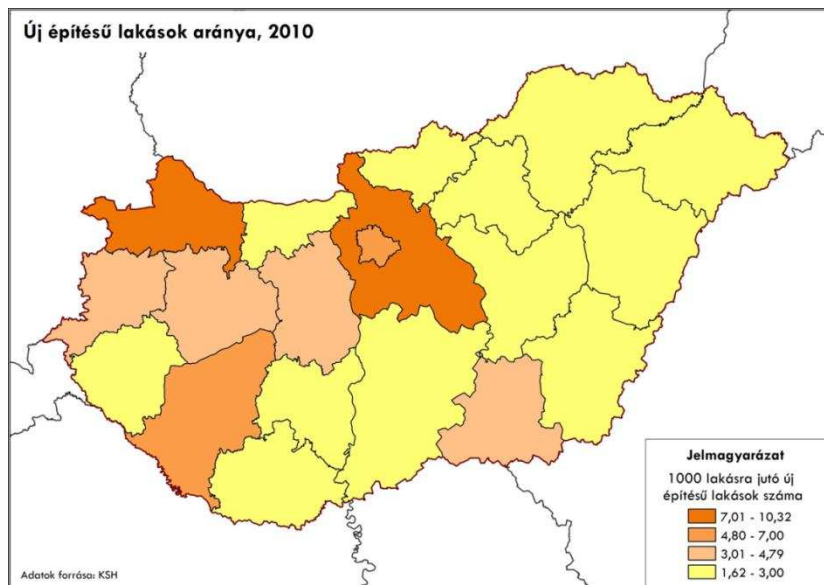 Új építésű lakások aránya, 2010
Jelmagyarázat
1000 lakásra jutó új
építésű lakások száma
7,01 - 10,32
4,80 - 7,00
3,01 - 4,79
1,62 - 3,00
Adatok forrása: KSH